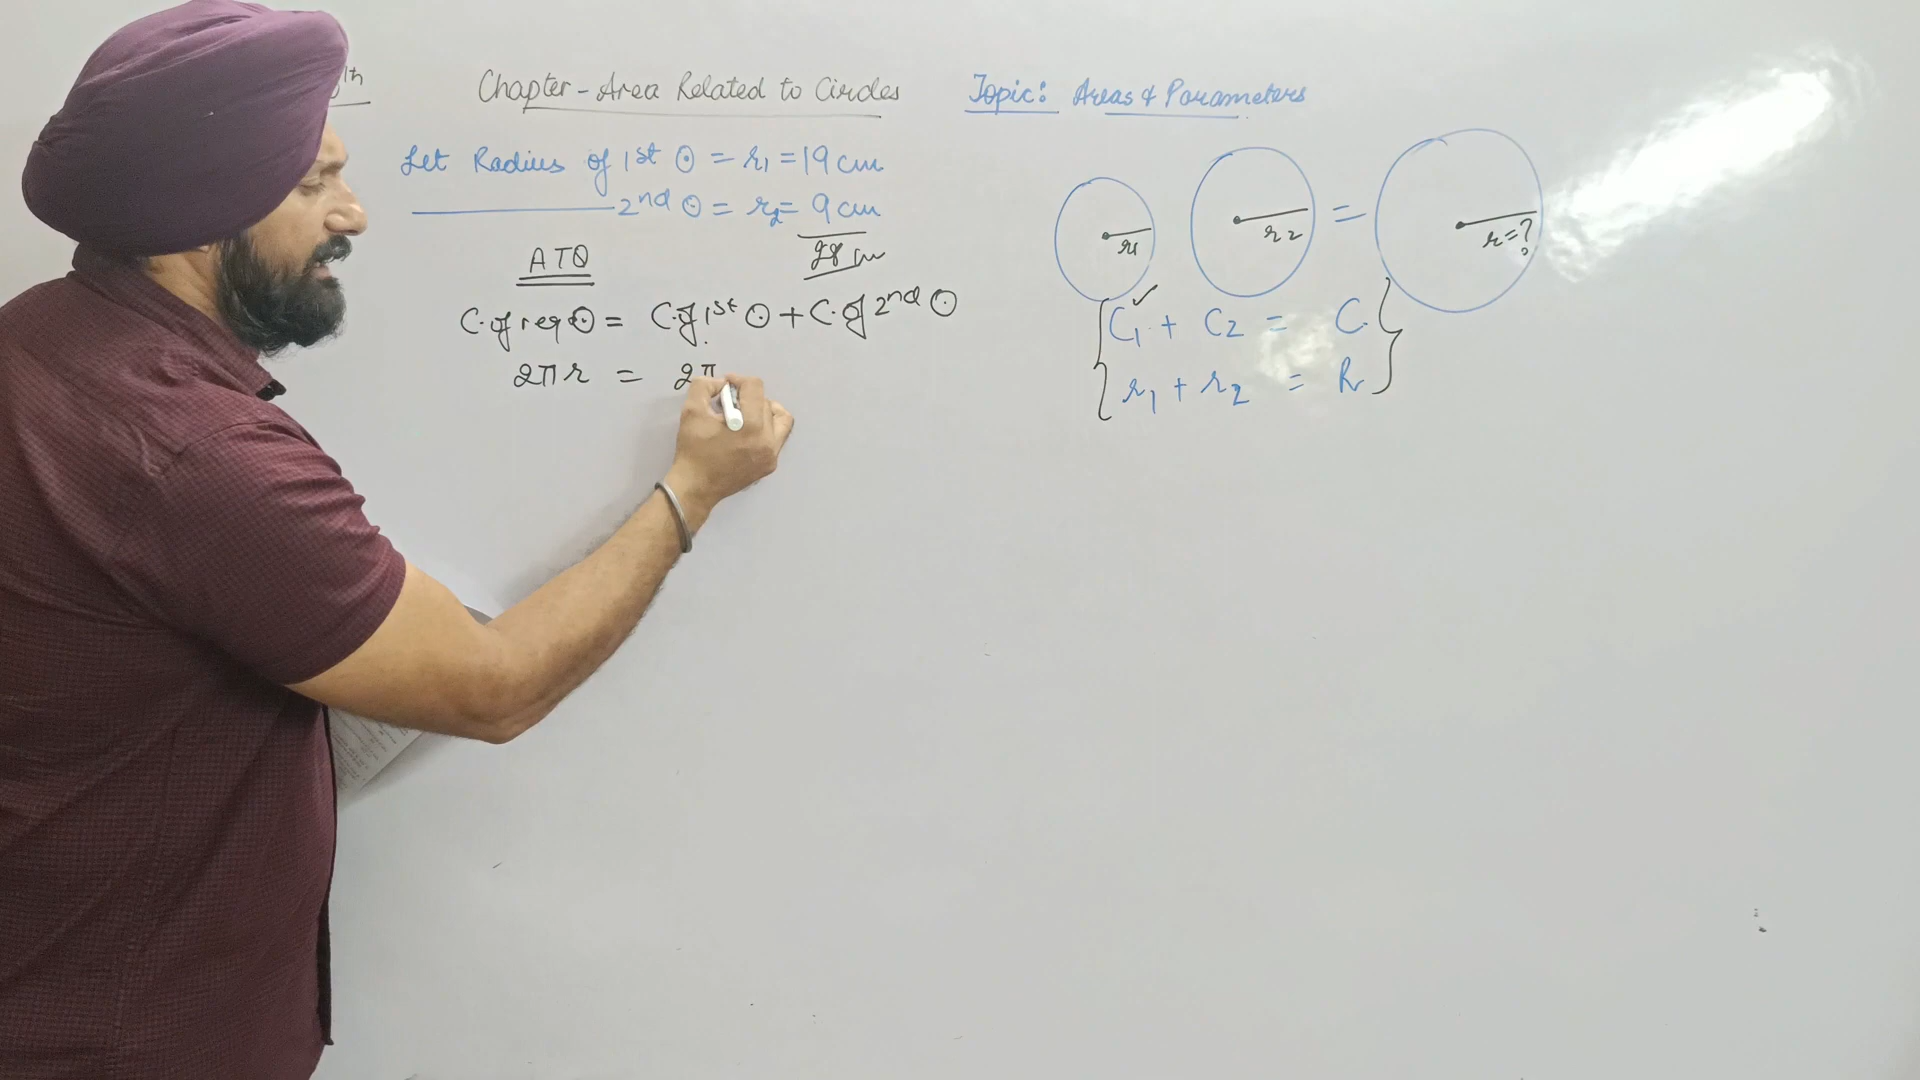 th
Chapter - Area Related to Circles
Topic: Areas & Parameters
Let Radius of 1st ⊙ = r1 = 19 cm
2nd ⊙ = r2 = 9 cm
28 cm
ATQ
C. of req ⊙ = C. of 1st ⊙ + C. of 2nd ⊙
2πr = 2π
r1
r2
=
r=?
C1 + C2 = C.
r1 + r2 = R